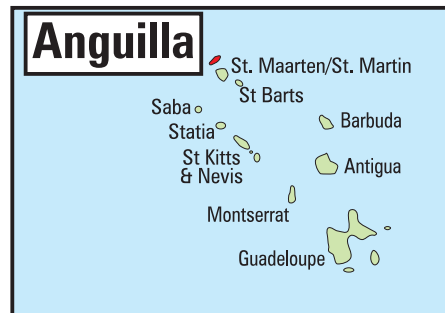 Anguilla
St. Maarten/St. Martin
St Barts
Saba
Barbuda
Statia
St Kitts
& Nevis
Antigua
Montserrat
Guadeloupe